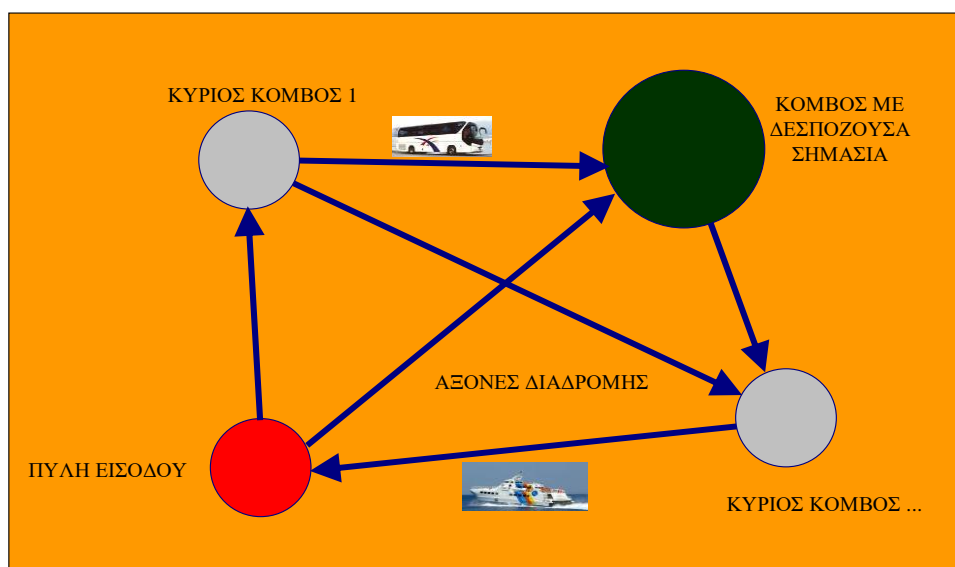 ΚΥΡΙΟΣ ΚΟΜΒΟΣ 1
ΚΟΜΒΟΣ ΜΕ
ΔΕΣΠΟΖΟΥΣΑ
ΣΗΜΑΣΙΑ
ΑΞΟΝΕΣ ΔΙΑΔΡΟΜΗΣ
ΠΥΛΗ ΕΙΣΟΔΟΥ
ΚΥΡΙΟΣ ΚΟΜΒΟΣ ...